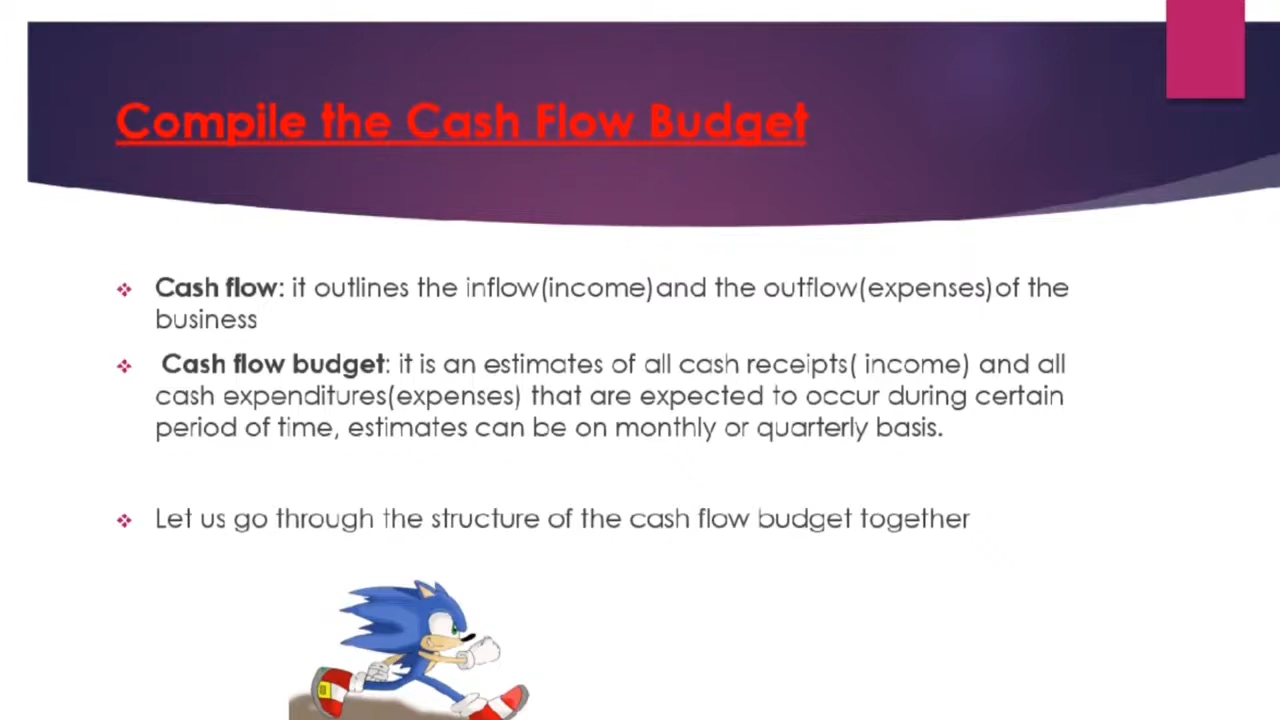 Compile the Cash Flow Budget
Cash flow: it outlines the inflow(income)and the outflow(expenses)of the
business
Cash flow budget: it is an estimates of all cash receipts( income) and all
cash expenditures(expenses) that are expected to occur during certain
period of time, estimates can be on monthly or quarterly basis.
Let us go through the structure of the cash flow budget together